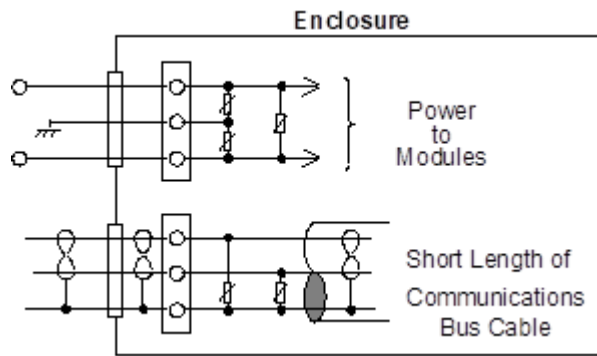 Enclosure
Power
to
Modules
Short Length of
Communications
Bus Cable